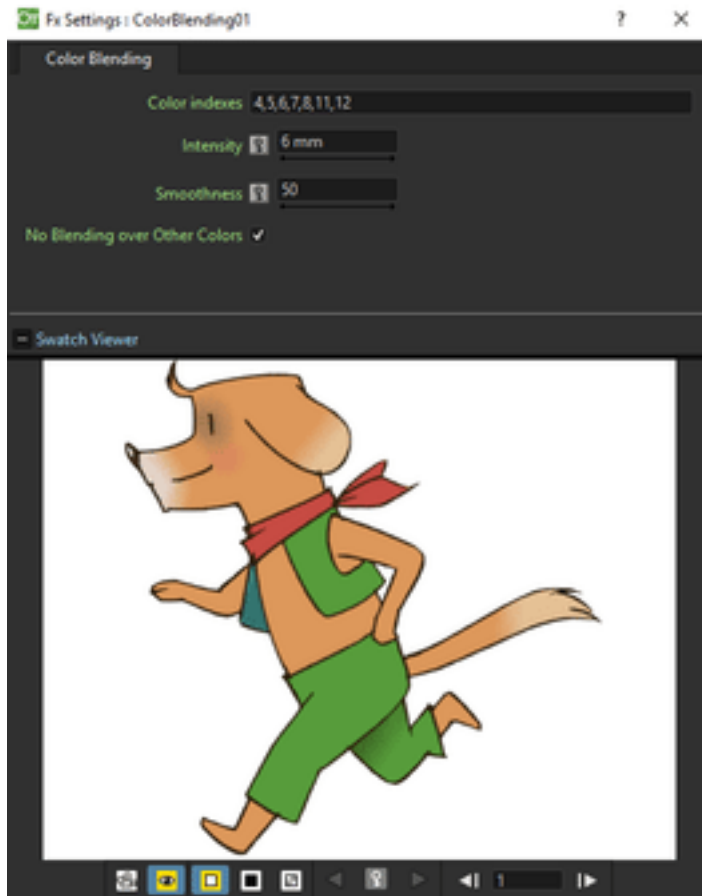 Fx Settings : ColorBlending01
Color Blending
Color indexes 4,5,6,7,8,11,12
Intensity 6 mm
Smoothness 50
No Blending over Other Colors
Swatch Viewer
1